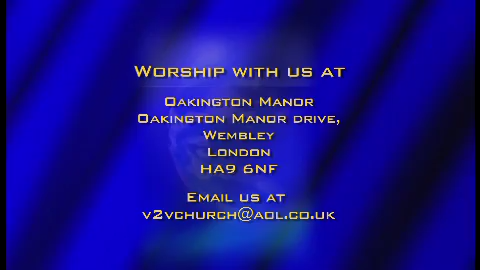 Worship with us at
Oakington Manor
Oakington Manor drive,
Wembley
London
HA9 6NF
Email us at
v2vchurch@aol.co.uk